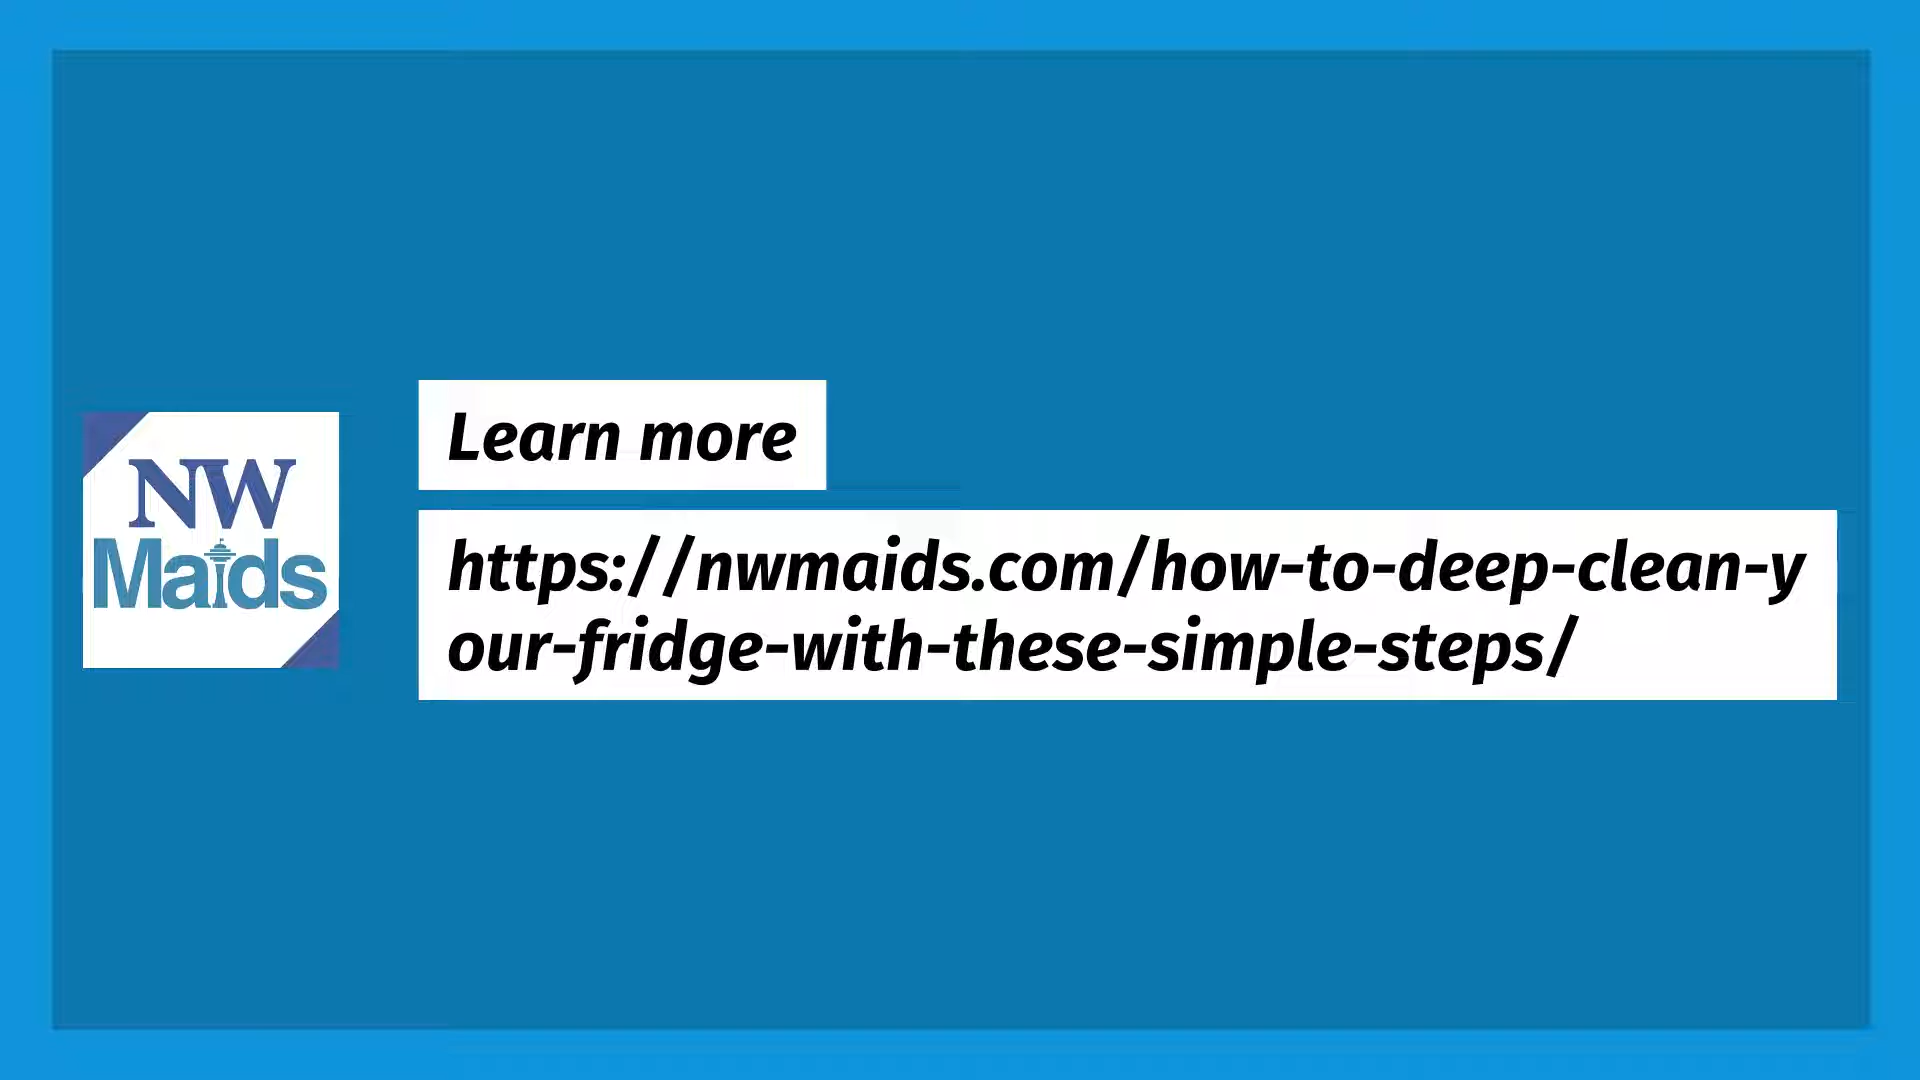 NW
Maids
Learn more
https://nwmaids.com/how-to-deep-clean-y
our-fridge-with-these-simple-steps/